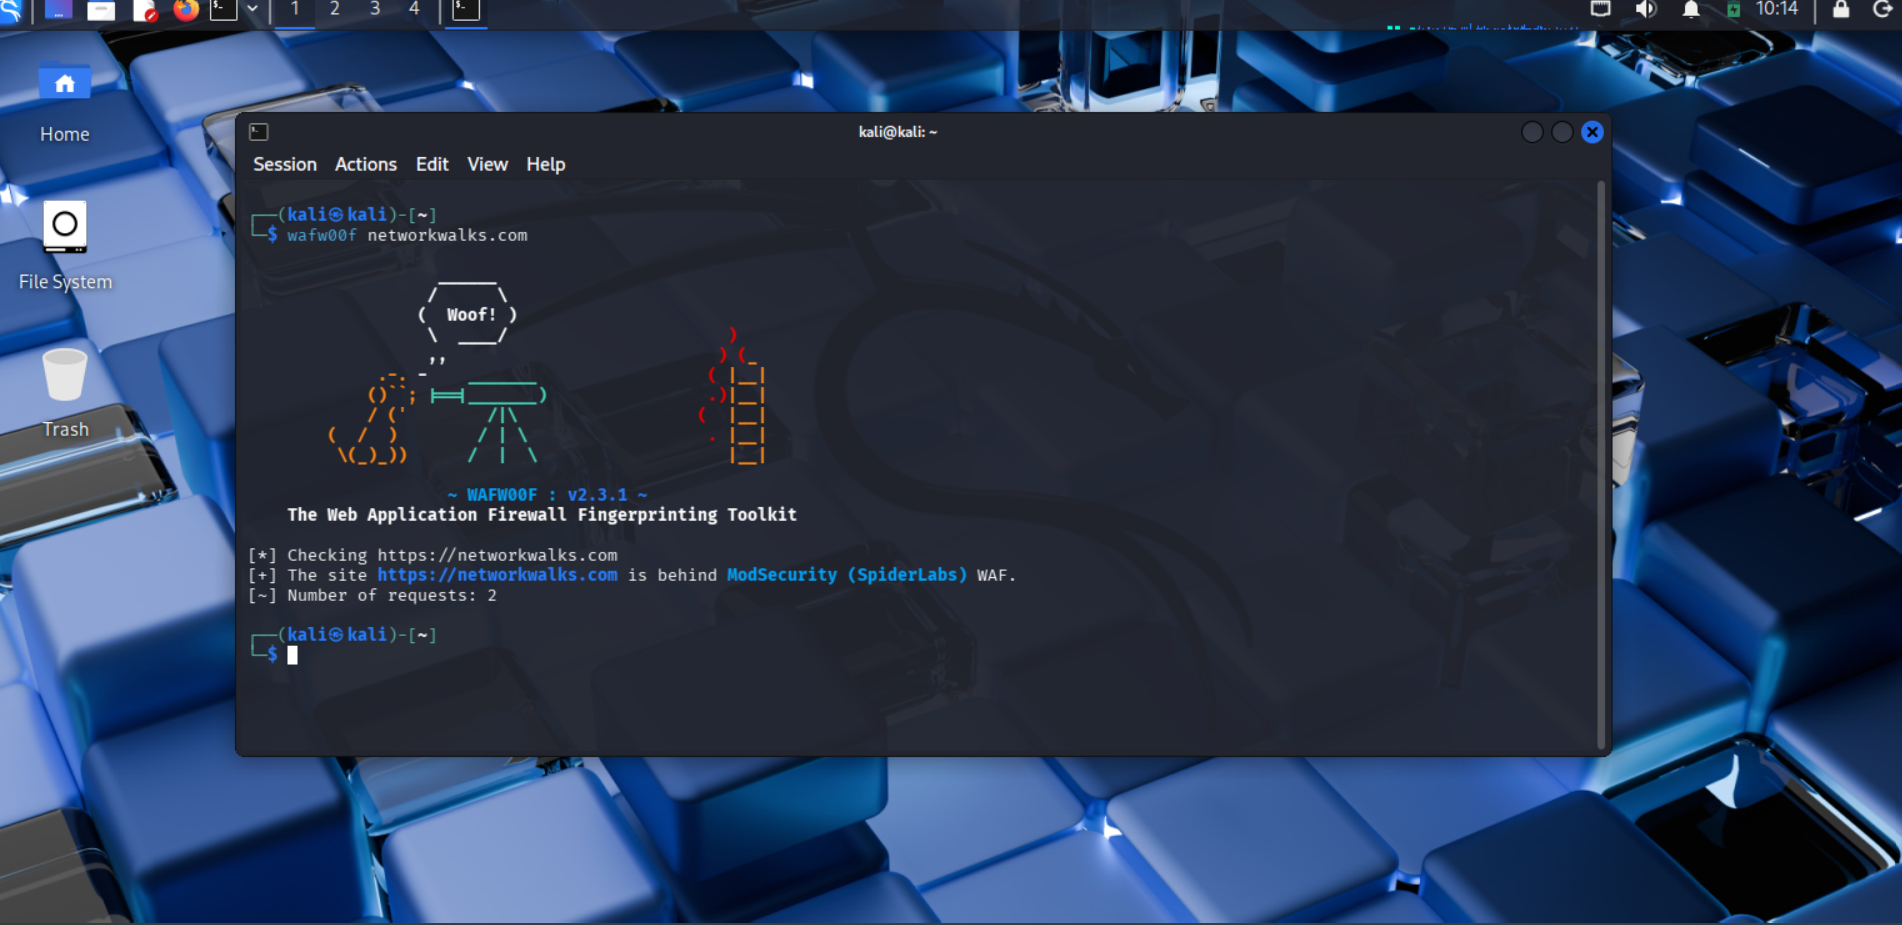 1 2 3 4 10:14
Home
File System
Trash
kali@kali: ~
Session Actions Edit View Help
┌──(kali㉿kali)-[~]
└─$ wafw00f networkwalks.com
Woof!
~ WAFW00F : v2.3.1 ~
The Web Application Firewall Fingerprinting Toolkit
[*] Checking https://networkwalks.com
[+] The site https://networkwalks.com is behind ModSecurity (SpiderLabs) WAF.
[~] Number of requests: 2
┌──(kali㉿kali)-[~]
└─$